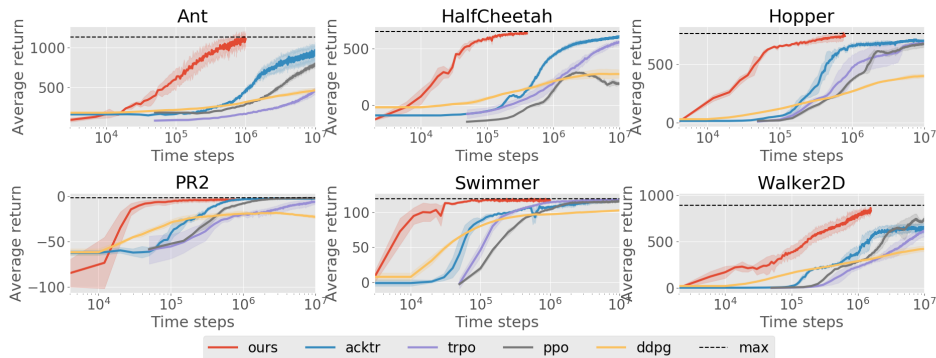 Ant
HalfCheetah
Hopper
Average return
1000
500
10^4
10^5
10^6
10^7
Time steps
Average return
500
0
10^4
10^5
10^6
10^7
Time steps
Average return
500
0
10^4
10^5
10^6
10^7
Time steps
PR2
Swimmer
Walker2D
Average return
0
−50
−100
10^4
10^5
10^6
10^7
Time steps
Average return
100
50
0
10^4
10^5
10^6
10^7
Time steps
Average return
1000
500
0
10^4
10^5
10^6
10^7
Time steps
ours acktr trpo ppo ddpg max